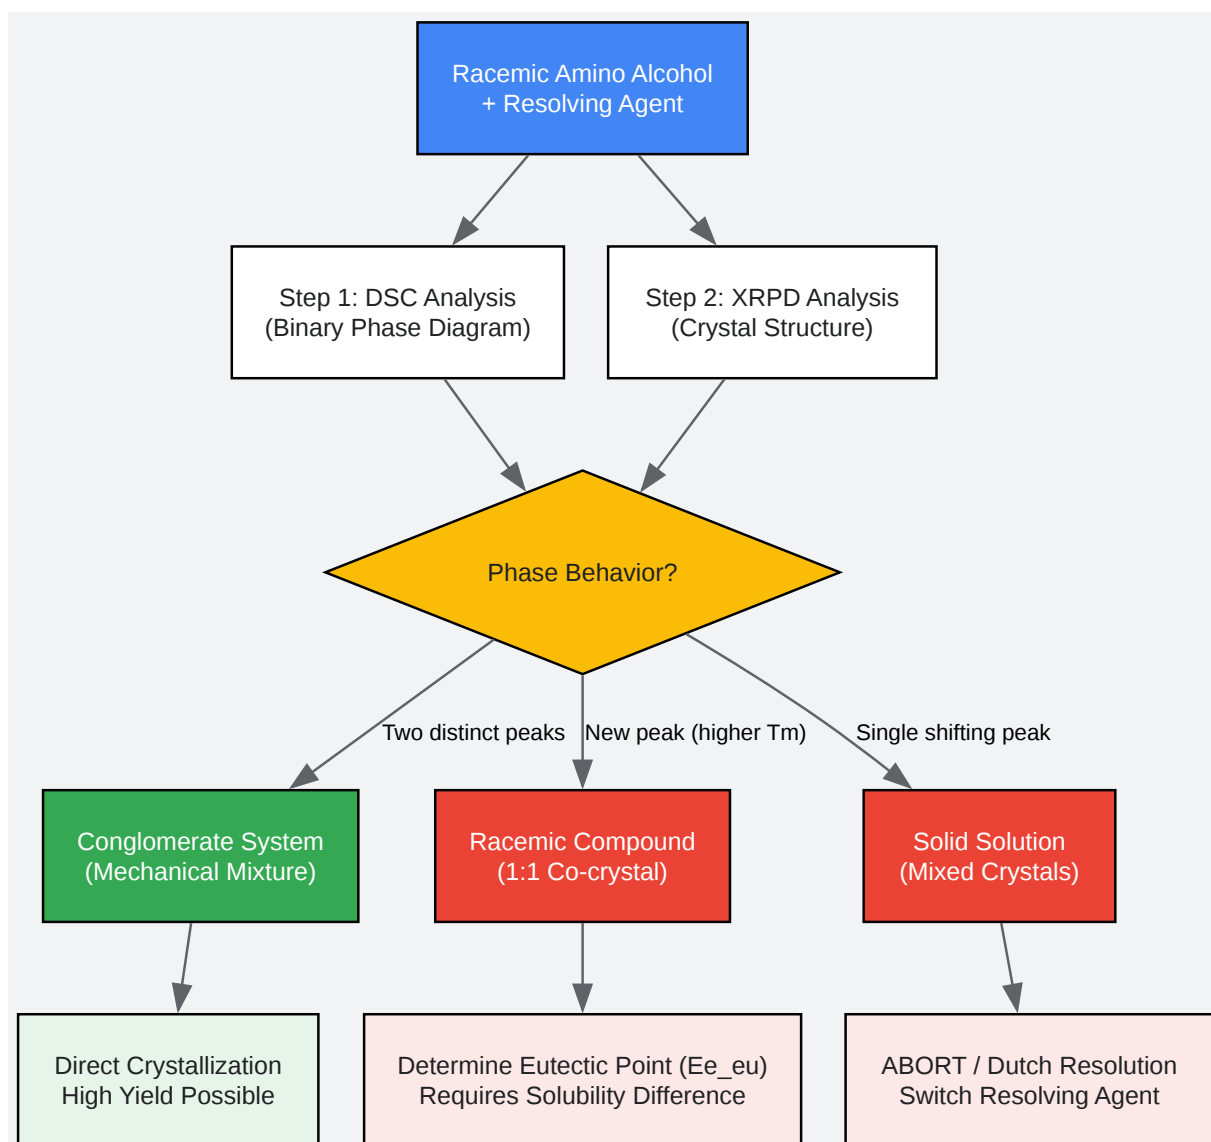 Racemic Amino Alcohol
+ Resolving Agent
Step 1: DSC Analysis
(Binary Phase Diagram)
Step 2: XRPD Analysis
(Crystal Structure)
Phase Behavior?
Two distinct peaks
New peak (higher Tm)
Single shifting peak
Conglomerate System
(Mechanical Mixture)
Racemic Compound
(1:1 Co-crystal)
Solid Solution
(Mixed Crystals)
Direct Crystallization
High Yield Possible
Determine Eutectic Point (Ee_eu)
Requires Solubility Difference
ABORT / Dutch Resolution
Switch Resolving Agent